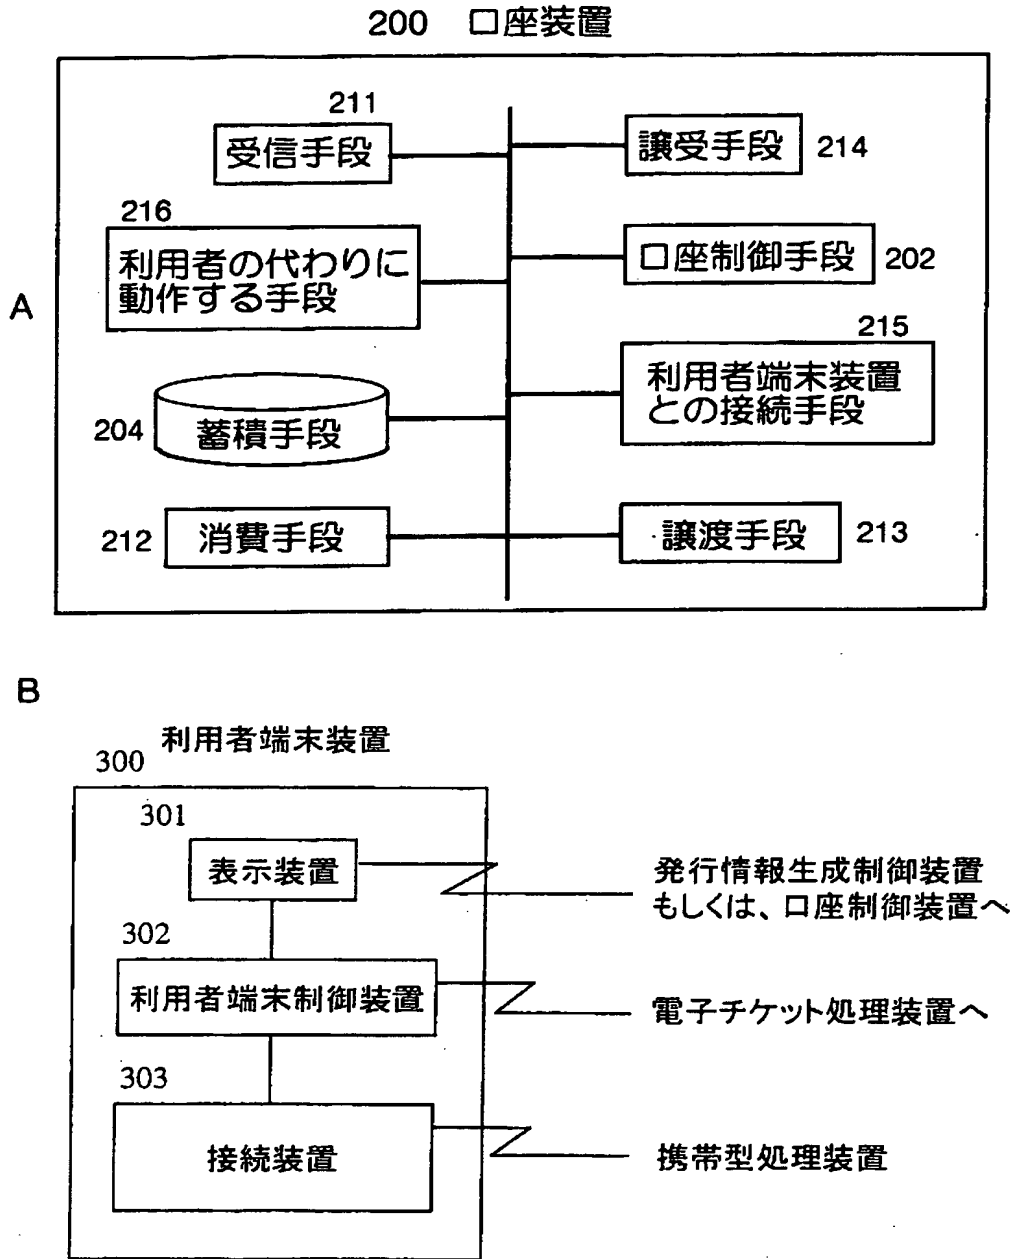 200 口座装置
A
211
受信手段
譲受手段 214
216
利用者の代わりに
動作する手段
口座制御手段 202
215
利用者端末装置
との接続手段
204 蓄積手段
212 消費手段
譲渡手段 213
B
利用者端末装置
300
301
表示装置
発行情報生成制御装置
もしくは、口座制御装置へ
302
利用者端末制御装置
電子チケット処理装置へ
303
接続装置
携帯型処理装置